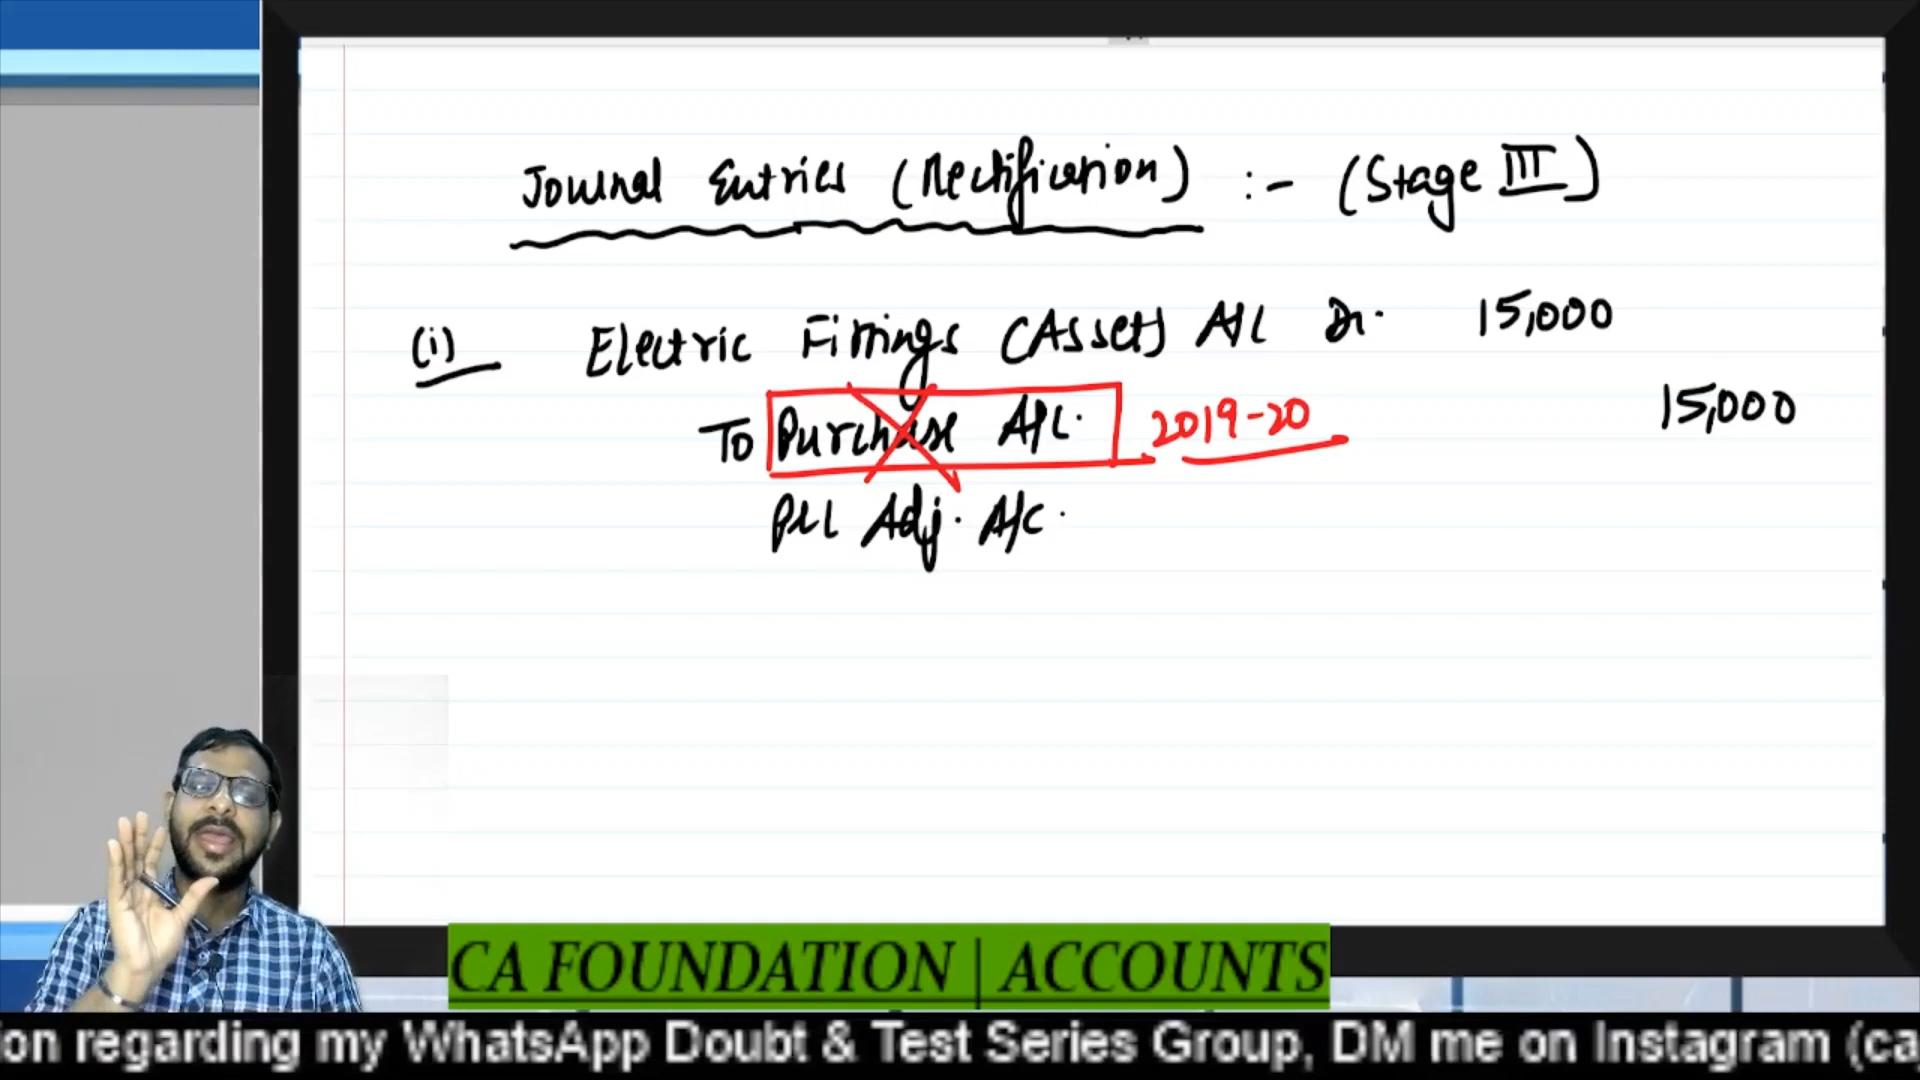 Journal Entries (Rectification) :- (Stage III)
(i) Electric Fittings (Assets) A/c Dr. 15,000
To Purchase A/c. 2019-20 15,000
P&L Adj. A/c.
CA FOUNDATION | ACCOUNTS
on regarding my WhatsApp Doubt & Test Series Group, DM me on Instagram (ca